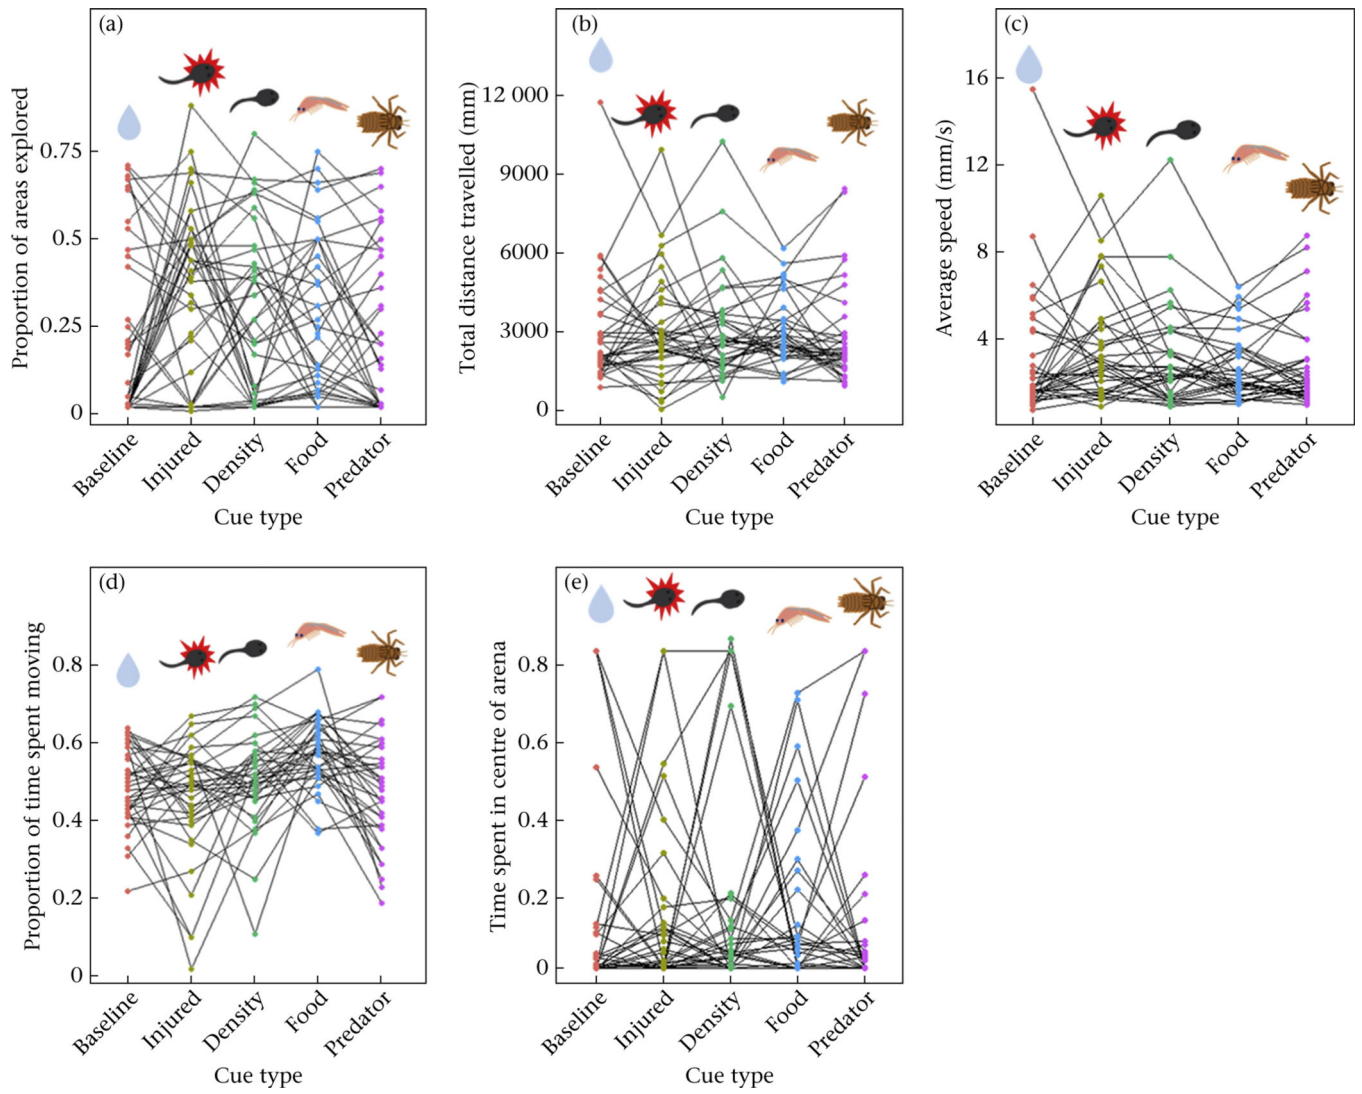 (a)
Proportion of areas explored
0.75
0.5
0.25
0
Baseline
Injured
Density
Food
Predator
Cue type
(b)
Total distance travelled (mm)
12 000
9000
6000
3000
0
Baseline
Injured
Density
Food
Predator
Cue type
(c)
Average speed (mm/s)
16
12
8
4
Baseline
Injured
Density
Food
Predator
Cue type
(d)
Proportion of time spent moving
0.8
0.6
0.4
0.2
0
Baseline
Injured
Density
Food
Predator
Cue type
(e)
Time spent in centre of arena
0.8
0.6
0.4
0.2
0
Baseline
Injured
Density
Food
Predator
Cue type